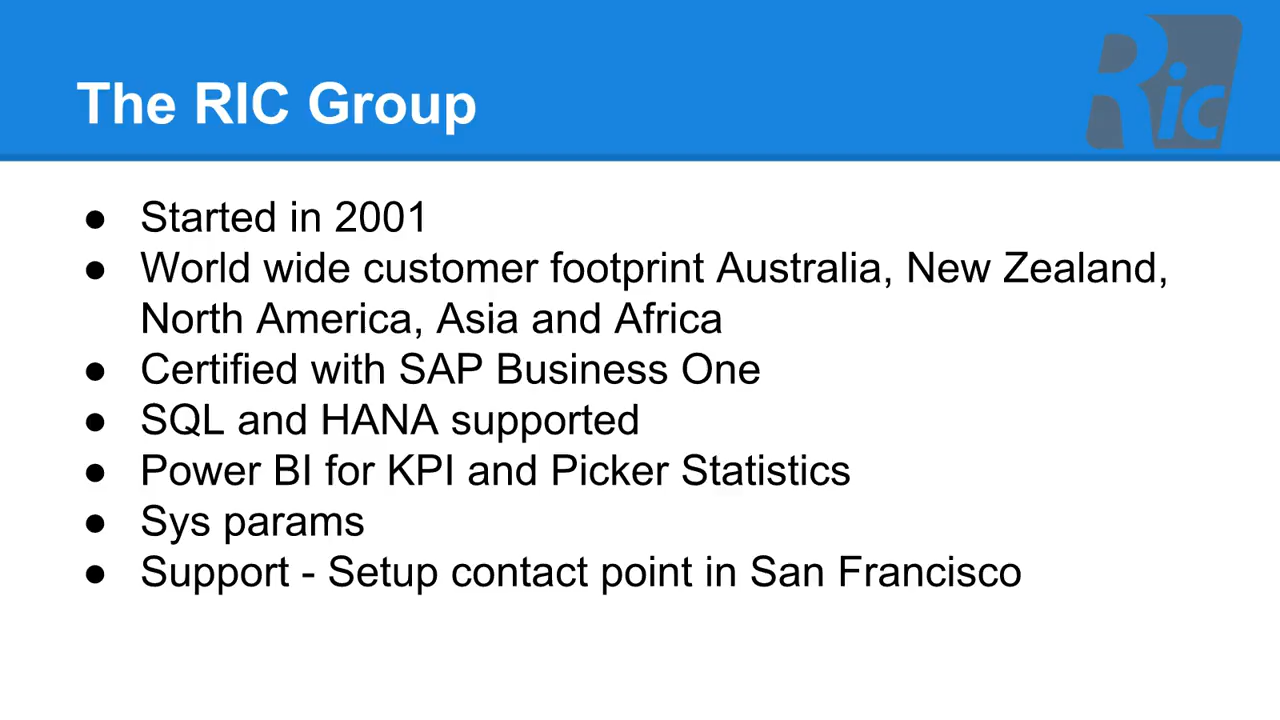 Ric
The RIC Group
● Started in 2001
● World wide customer footprint Australia, New Zealand,
North America, Asia and Africa
● Certified with SAP Business One
● SQL and HANA supported
● Power BI for KPI and Picker Statistics
● Sys params
● Support - Setup contact point in San Francisco